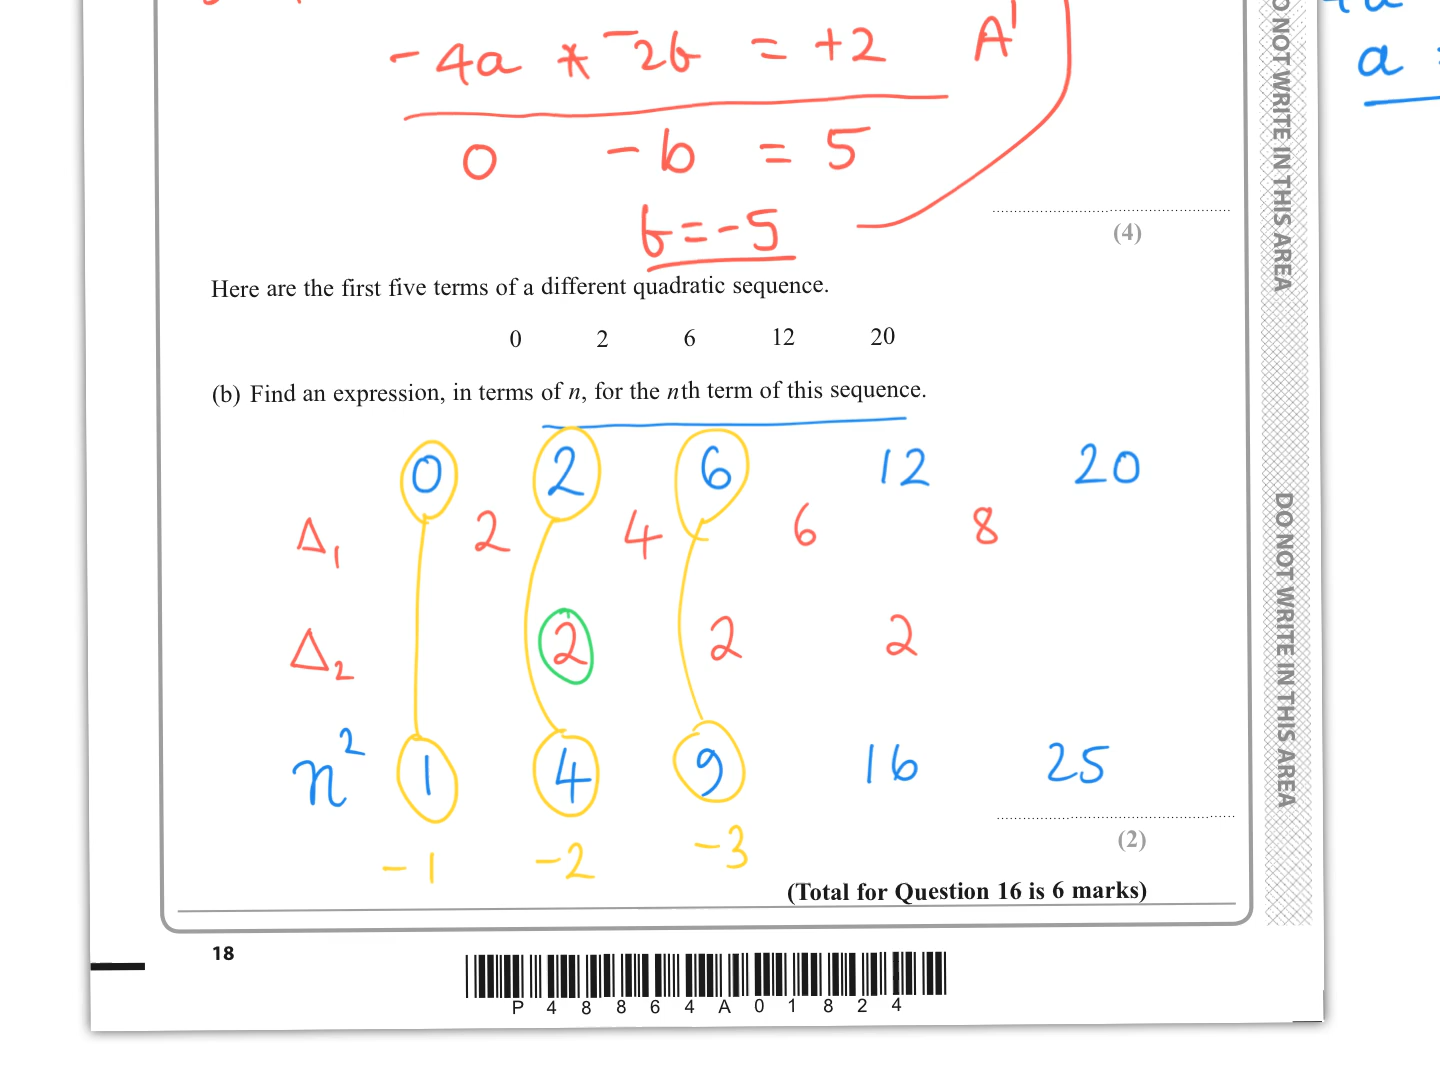 -4a * -2b = +2 A1
0 -b = 5
b = -5
a
(4)
Here are the first five terms of a different quadratic sequence.
0 2 6 12 20
(b) Find an expression, in terms of n, for the nth term of this sequence.
0 2 6 12 20
Δ1 2 4 6 8
Δ2 2 2 2
n² 1 4 9 16 25
-1 -2 -3
(2)
(Total for Question 16 is 6 marks)
18
P 4 8 8 6 4 A 0 1 8 2 4
O NOT WRITE IN THIS AREA
DO NOT WRITE IN THIS AREA